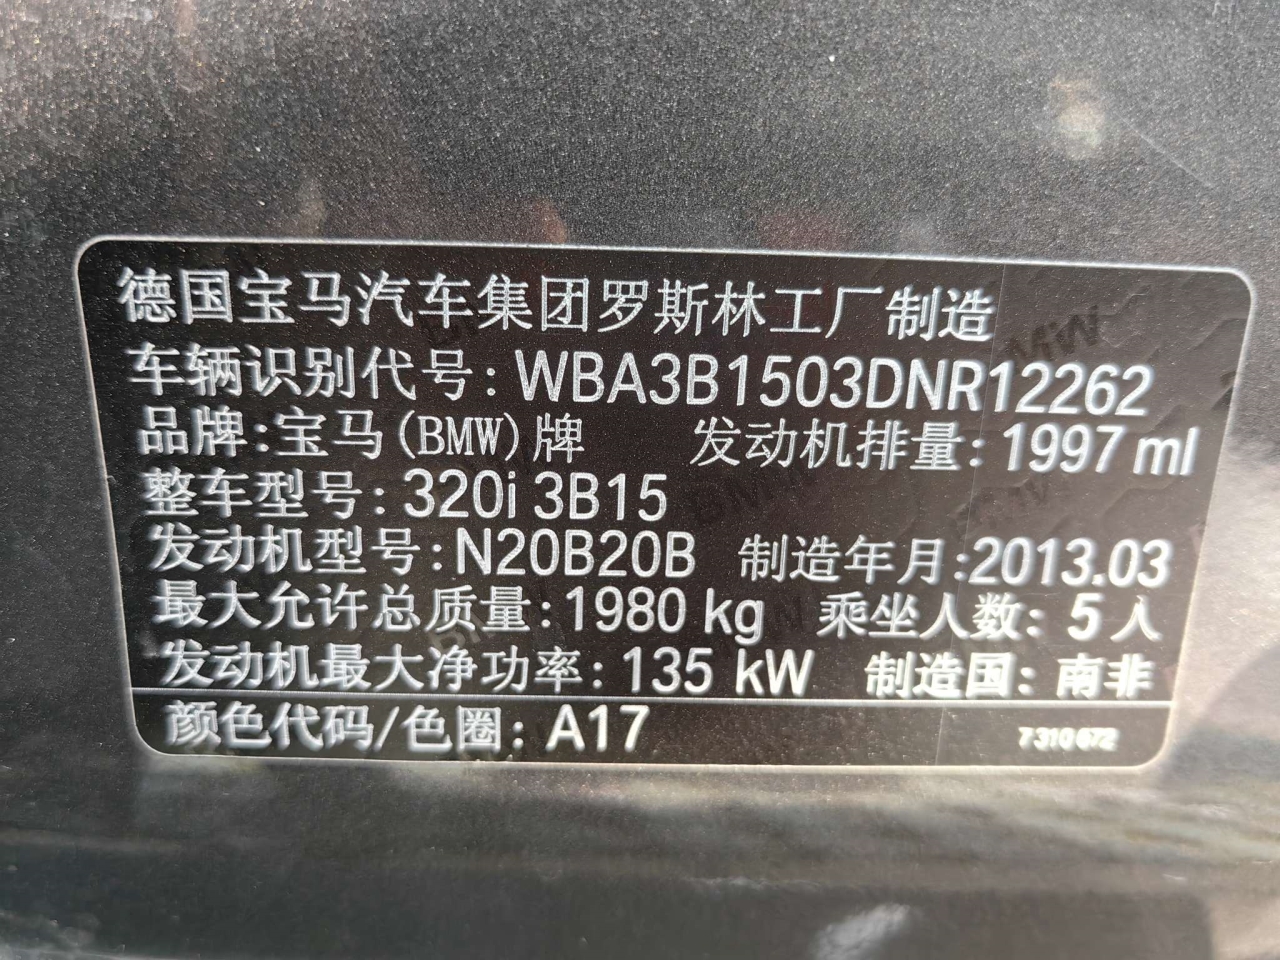 德国宝马汽车集团罗斯林工厂制造
车辆识别代号: WBA3B1503DNR12262
品牌:宝马(BMW)牌 发动机排量: 1997 ml
整车型号: 320i 3B15
发动机型号: N20B20B 制造年月:2013.03
最大允许总质量: 1980 kg 乘坐人数: 5 人
发动机最大净功率: 135 kW 制造国: 南非
颜色代码/色圈: A17 7310672